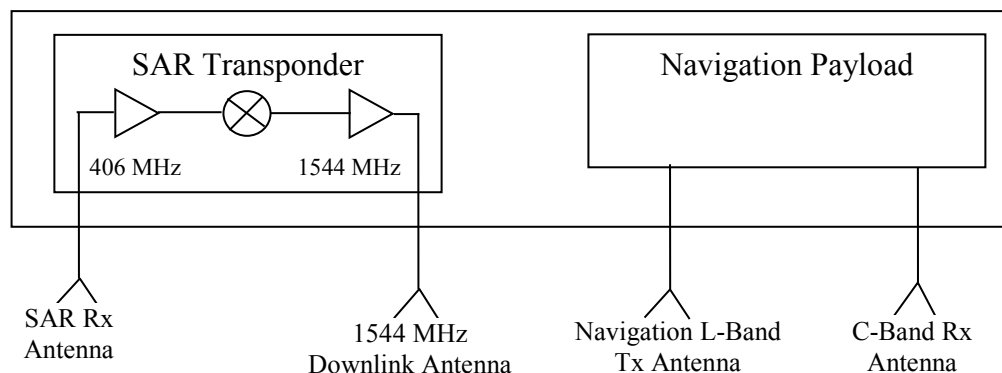 SAR Transponder
Navigation Payload
406 MHz
1544 MHz
SAR Rx
Antenna
1544 MHz
Downlink Antenna
Navigation L-Band
Tx Antenna
C-Band Rx
Antenna